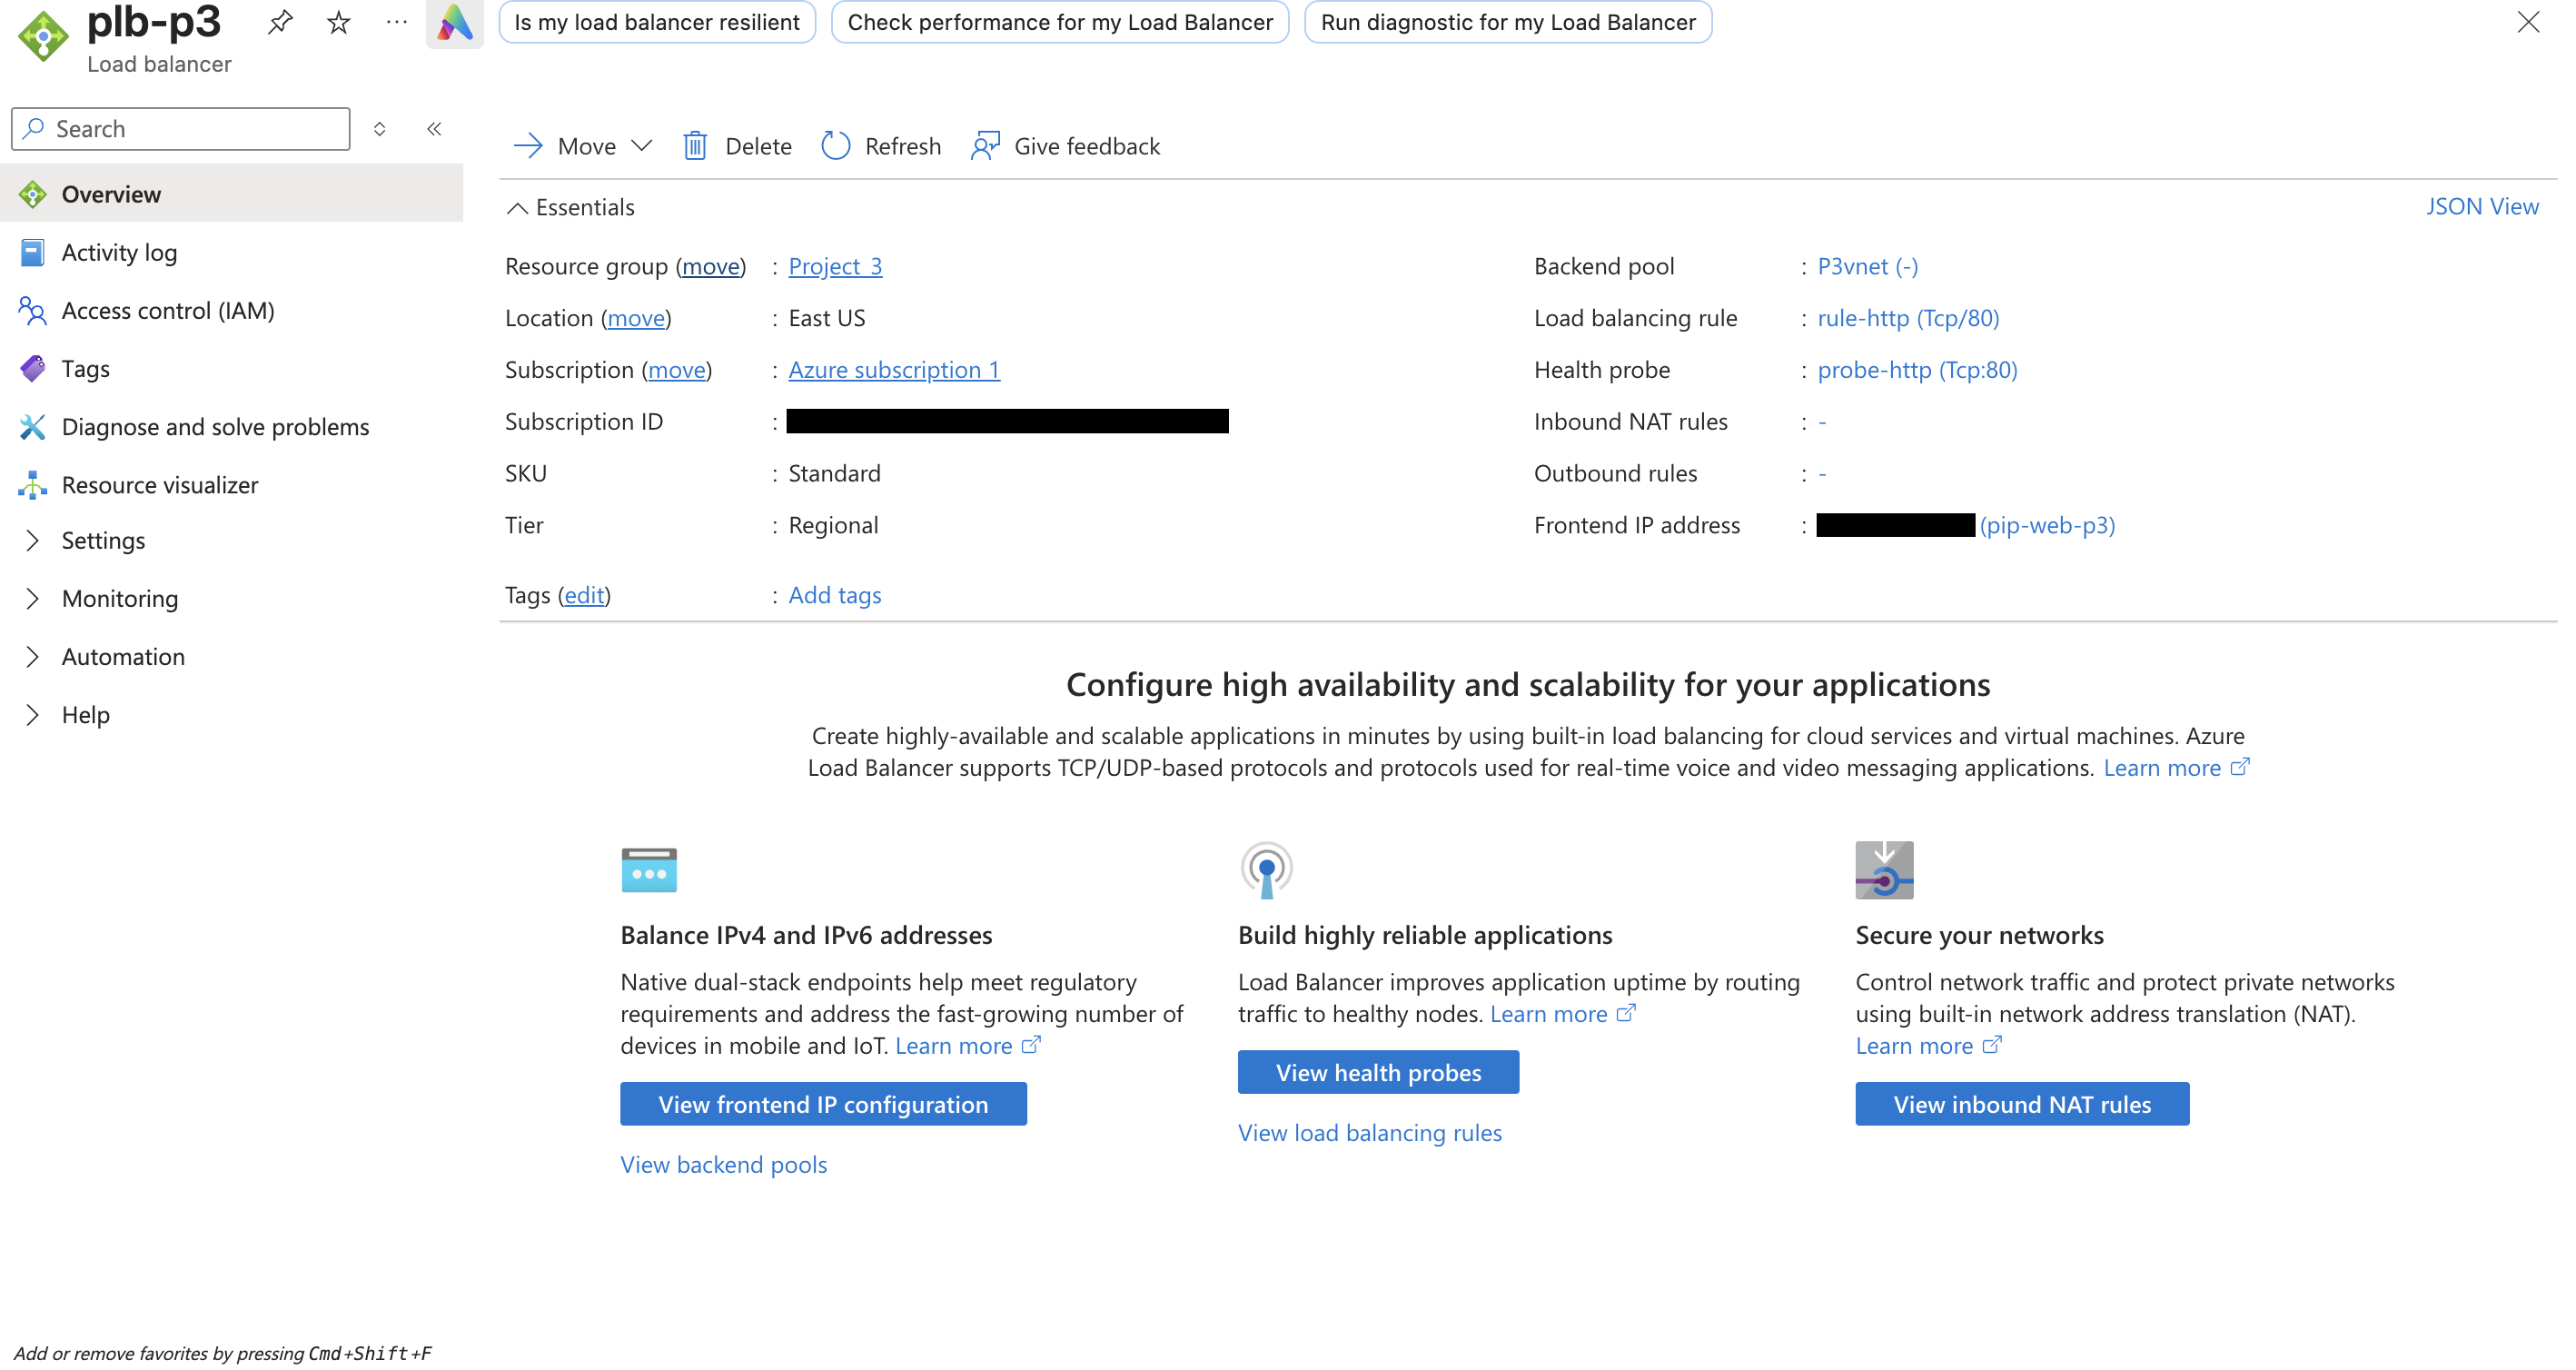 plb-p3
Load balancer
Is my load balancer resilient
Check performance for my Load Balancer
Run diagnostic for my Load Balancer
Search
Overview
Activity log
Access control (IAM)
Tags
Diagnose and solve problems
Resource visualizer
Settings
Monitoring
Automation
Help
Move
Delete
Refresh
Give feedback
Essentials
JSON View
Resource group (move) : Project_3
Location (move) : East US
Subscription (move) : Azure subscription 1
Subscription ID :
SKU : Standard
Tier : Regional
Tags (edit) : Add tags
Backend pool : P3vnet (-)
Load balancing rule : rule-http (Tcp/80)
Health probe : probe-http (Tcp:80)
Inbound NAT rules : -
Outbound rules : -
Frontend IP address : (pip-web-p3)
Configure high availability and scalability for your applications
Create highly-available and scalable applications in minutes by using built-in load balancing for cloud services and virtual machines. Azure
Load Balancer supports TCP/UDP-based protocols and protocols used for real-time voice and video messaging applications. Learn more
Balance IPv4 and IPv6 addresses
Native dual-stack endpoints help meet regulatory
requirements and address the fast-growing number of
devices in mobile and IoT. Learn more
View frontend IP configuration
View backend pools
Build highly reliable applications
Load Balancer improves application uptime by routing
traffic to healthy nodes. Learn more
View health probes
View load balancing rules
Secure your networks
Control network traffic and protect private networks
using built-in network address translation (NAT).
Learn more
View inbound NAT rules
Add or remove favorites by pressing Cmd+Shift+F